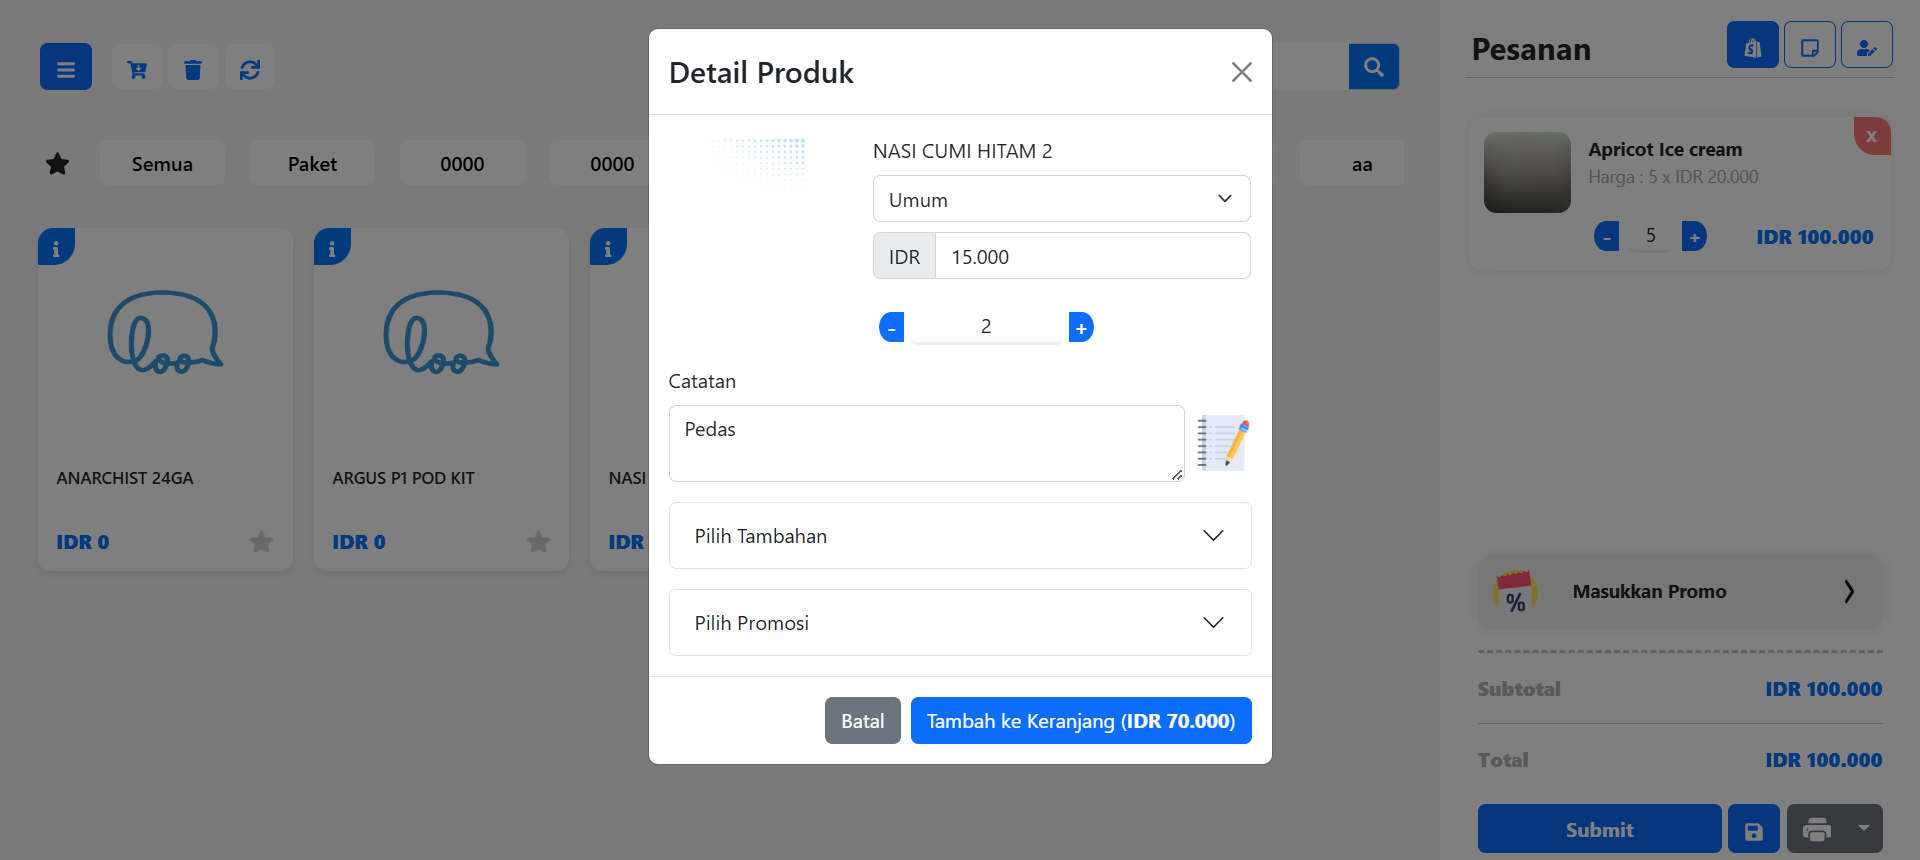 Detail Produk
NASI CUMI HITAM 2
Umum
IDR 15.000
- 2 +
Catatan
Pedas
Pilih Tambahan
Pilih Promosi
Batal
Tambah ke Keranjang (IDR 70.000)
Semua
Paket
0000
0000
aa
ANARCHIST 24GA
IDR 0
ARGUS P1 POD KIT
IDR 0
NASI
IDR
Pesanan
Apricot Ice cream
x
Harga : 5 x IDR 20.000
- 5 +
IDR 100.000
% Masukkan Promo
Subtotal IDR 100.000
Total IDR 100.000
Submit